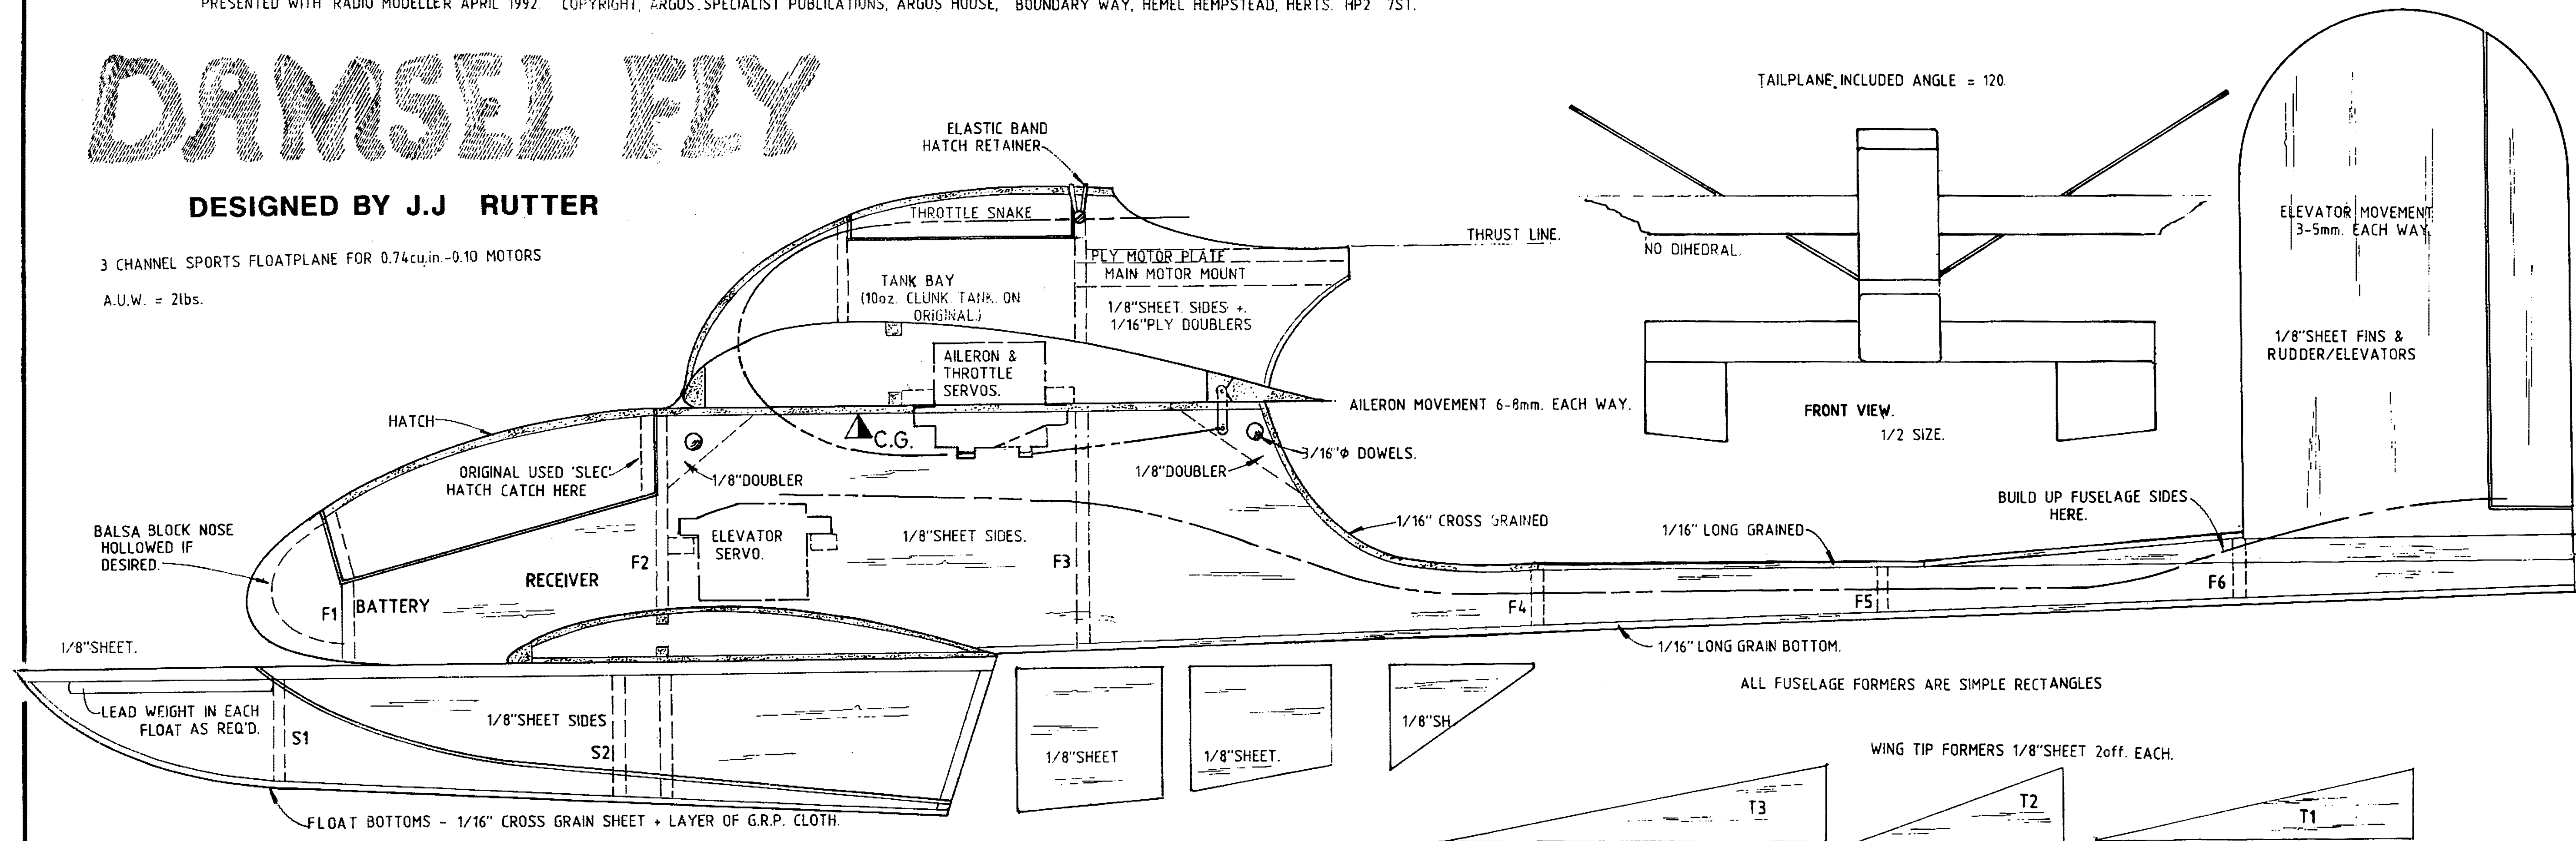 PRESENTED WITH RADIO MODELLER APRIL 1992. COPYRIGHT, ARGUS SPECIALIST PUBLICATIONS, ARGUS HOUSE, BOUNDARY WAY, HEMEL HEMPSTEAD, HERTS. HP2 7ST.
DAMSEL FLY
DESIGNED BY J.J RUTTER
3 CHANNEL SPORTS FLOATPLANE FOR 0.74cu.in.-0.10 MOTORS
A.U.W. = 2lbs.
ELASTIC BAND
HATCH RETAINER
THROTTLE SNAKE
THRUST LINE.
PLY MOTOR PLATE
MAIN MOTOR MOUNT
TANK BAY
(10oz. CLUNK TANK ON
ORIGINAL.)
1/8"SHEET SIDES +
1/16"PLY DOUBLERS
AILERON &
THROTTLE
SERVOS.
AILERON MOVEMENT 6-8mm. EACH WAY.
HATCH
C.G.
3/16"Φ DOWELS.
ORIGINAL USED 'SLEC'
HATCH CATCH HERE
1/8"DOUBLER
1/8"DOUBLER
BALSA BLOCK NOSE
HOLLOWED IF
DESIRED.
ELEVATOR
SERVO.
1/8"SHEET SIDES.
1/16" CROSS GRAINED
1/16" LONG GRAINED
BUILD UP FUSELAGE SIDES
HERE.
RECEIVER
BATTERY
F1
F2
F3
F4
F5
F6
1/16" LONG GRAIN BOTTOM.
TAILPLANE INCLUDED ANGLE = 120.
NO DIHEDRAL.
FRONT VIEW.
1/2 SIZE.
ELEVATOR MOVEMENT
3-5mm. EACH WAY.
1/8"SHEET FINS &
RUDDER/ELEVATORS
1/8"SHEET.
LEAD WEIGHT IN EACH
FLOAT AS REQ'D.
S1
1/8"SHEET SIDES
S2
FLOAT BOTTOMS - 1/16" CROSS GRAIN SHEET + LAYER OF G.R.P. CLOTH.
1/8"SHEET
1/8"SHEET.
1/8"SH.
ALL FUSELAGE FORMERS ARE SIMPLE RECTANGLES
WING TIP FORMERS 1/8"SHEET 2off. EACH.
T3
T2
T1